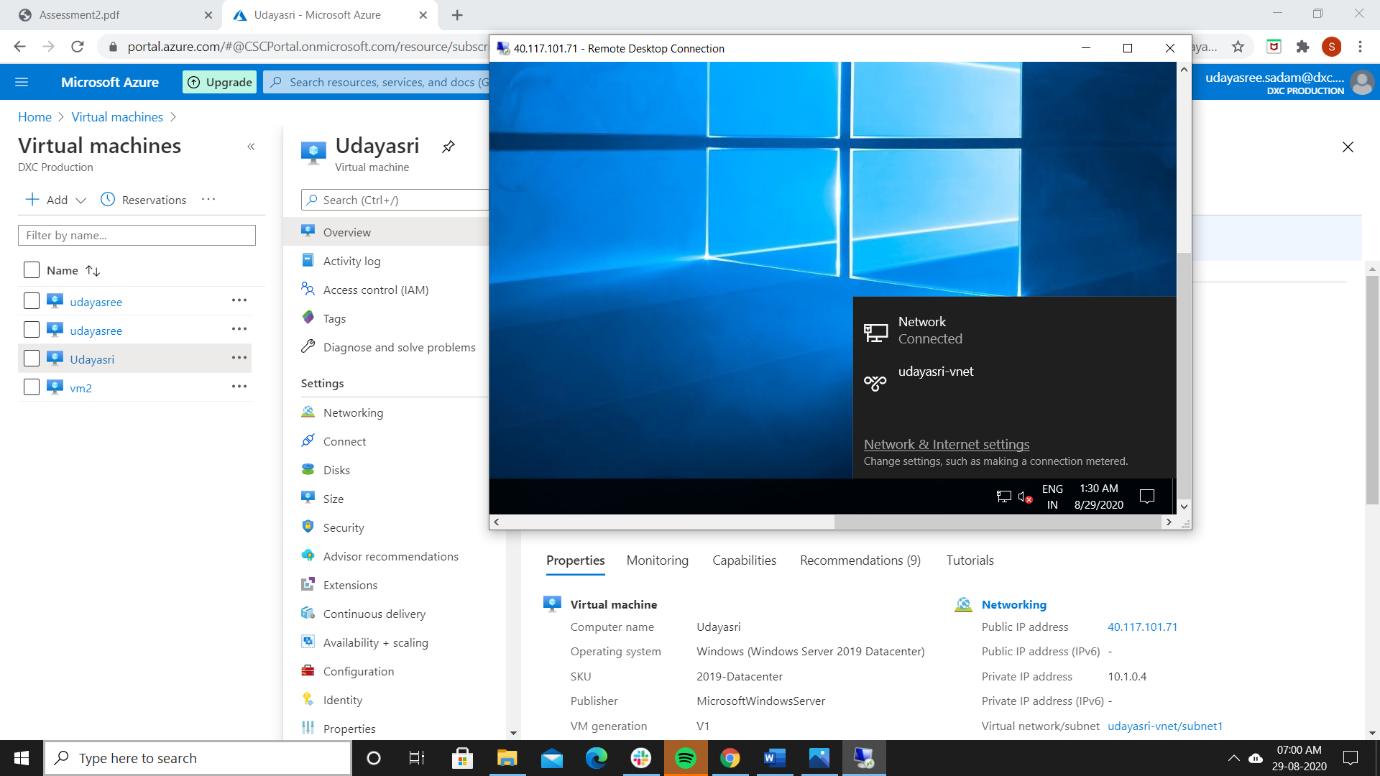 Assessment2.pdf
Udayasri - Microsoft Azure
portal.azure.com/#@CSCPortal.onmicrosoft.com/resource/subscr
aya...
S
40.117.101.71 - Remote Desktop Connection
Microsoft Azure
Upgrade
Search resources, services, and docs (G
udayasree.sadam@dxc....
DXC PRODUCTION
Home > Virtual machines >
Virtual machines
DXC Production
Add
Reservations
Filter by name...
Name
udayasree
udayasree
Udayasri
vm2
Udayasri
Virtual machine
Search (Ctrl+/)
Overview
Activity log
Access control (IAM)
Tags
Diagnose and solve problems
Settings
Networking
Connect
Disks
Size
Security
Advisor recommendations
Extensions
Continuous delivery
Availability + scaling
Configuration
Identity
Properties
Network
Connected
udayasri-vnet
Network & Internet settings
Change settings, such as making a connection metered.
ENG
IN
1:30 AM
8/29/2020
Properties
Monitoring
Capabilities
Recommendations (9)
Tutorials
Virtual machine
Computer name Udayasri
Operating system Windows (Windows Server 2019 Datacenter)
SKU 2019-Datacenter
Publisher MicrosoftWindowsServer
VM generation V1
Networking
Public IP address 40.117.101.71
Public IP address (IPv6) -
Private IP address 10.1.0.4
Private IP address (IPv6) -
Virtual network/subnet udayasri-vnet/subnet1
Type here to search
07:00 AM
29-08-2020